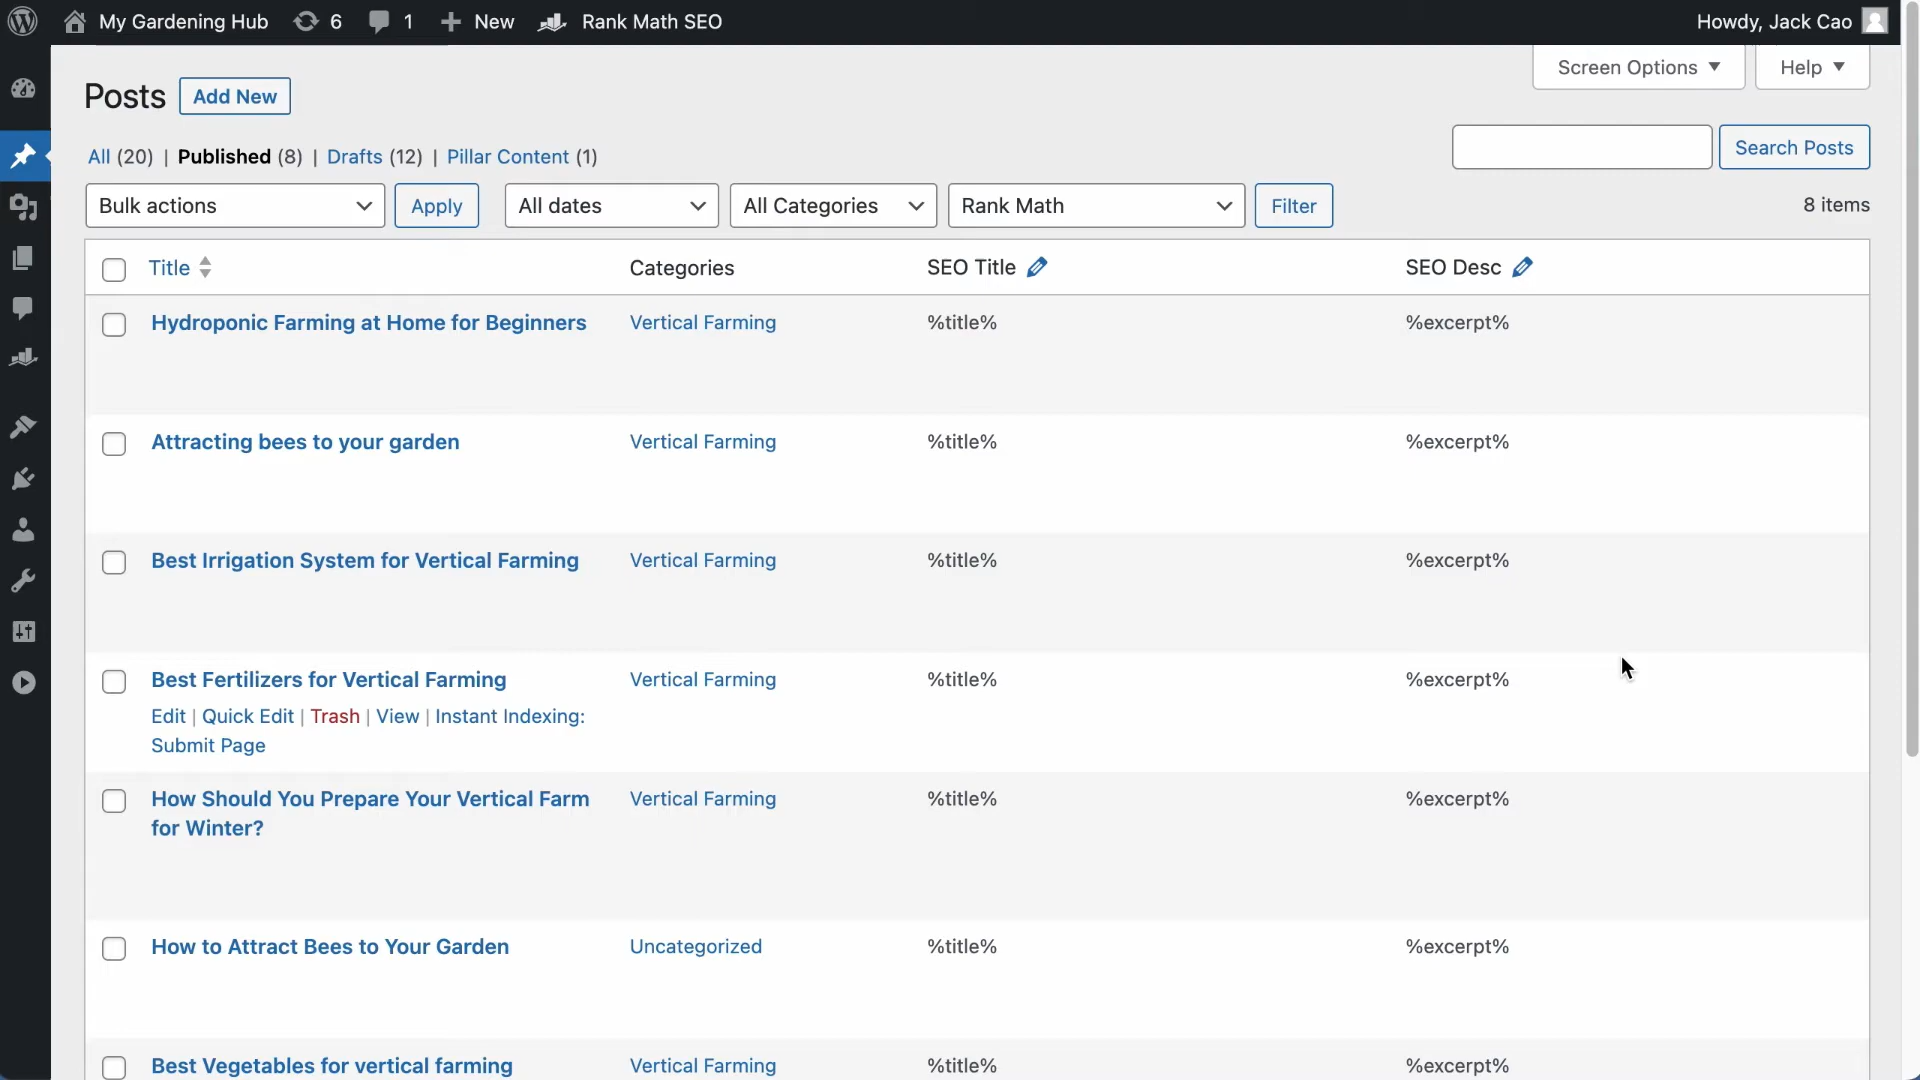 My Gardening Hub 6 1 New Rank Math SEO Howdy, Jack Cao
Screen Options Help
Posts Add New
All (20) | Published (8) | Drafts (12) | Pillar Content (1)
Search Posts
Bulk actions Apply All dates All Categories Rank Math Filter 8 items
Title Categories SEO Title SEO Desc
Hydroponic Farming at Home for Beginners Vertical Farming %title% %excerpt%
Attracting bees to your garden Vertical Farming %title% %excerpt%
Best Irrigation System for Vertical Farming Vertical Farming %title% %excerpt%
Best Fertilizers for Vertical Farming Vertical Farming %title% %excerpt%
Edit | Quick Edit | Trash | View | Instant Indexing:
Submit Page
How Should You Prepare Your Vertical Farm Vertical Farming %title% %excerpt%
for Winter?
How to Attract Bees to Your Garden Uncategorized %title% %excerpt%
Best Vegetables for vertical farming Vertical Farming %title% %excerpt%